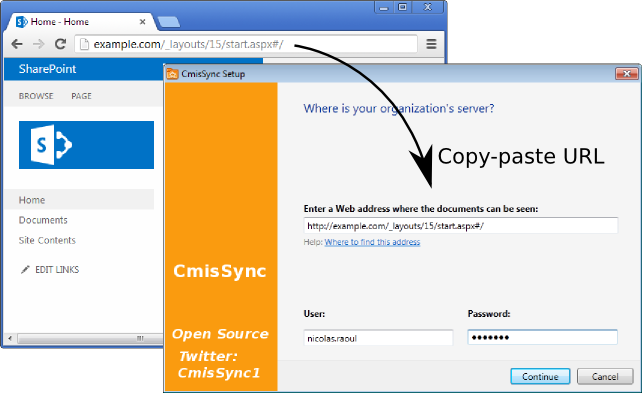 Home - Home
example.com/_layouts/15/start.aspx#/
SharePoint
BROWSE PAGE
S
Home
Documents
Site Contents
EDIT LINKS
CmisSync Setup
Where is your organization's server?
Copy-paste URL
Enter a Web address where the documents can be seen:
http://example.com/_layouts/15/start.aspx#/
Help: Where to find this address
CmisSync
Open Source
Twitter:
CmisSync1
User: Password:
nicolas.raoul •••••••
Continue Cancel